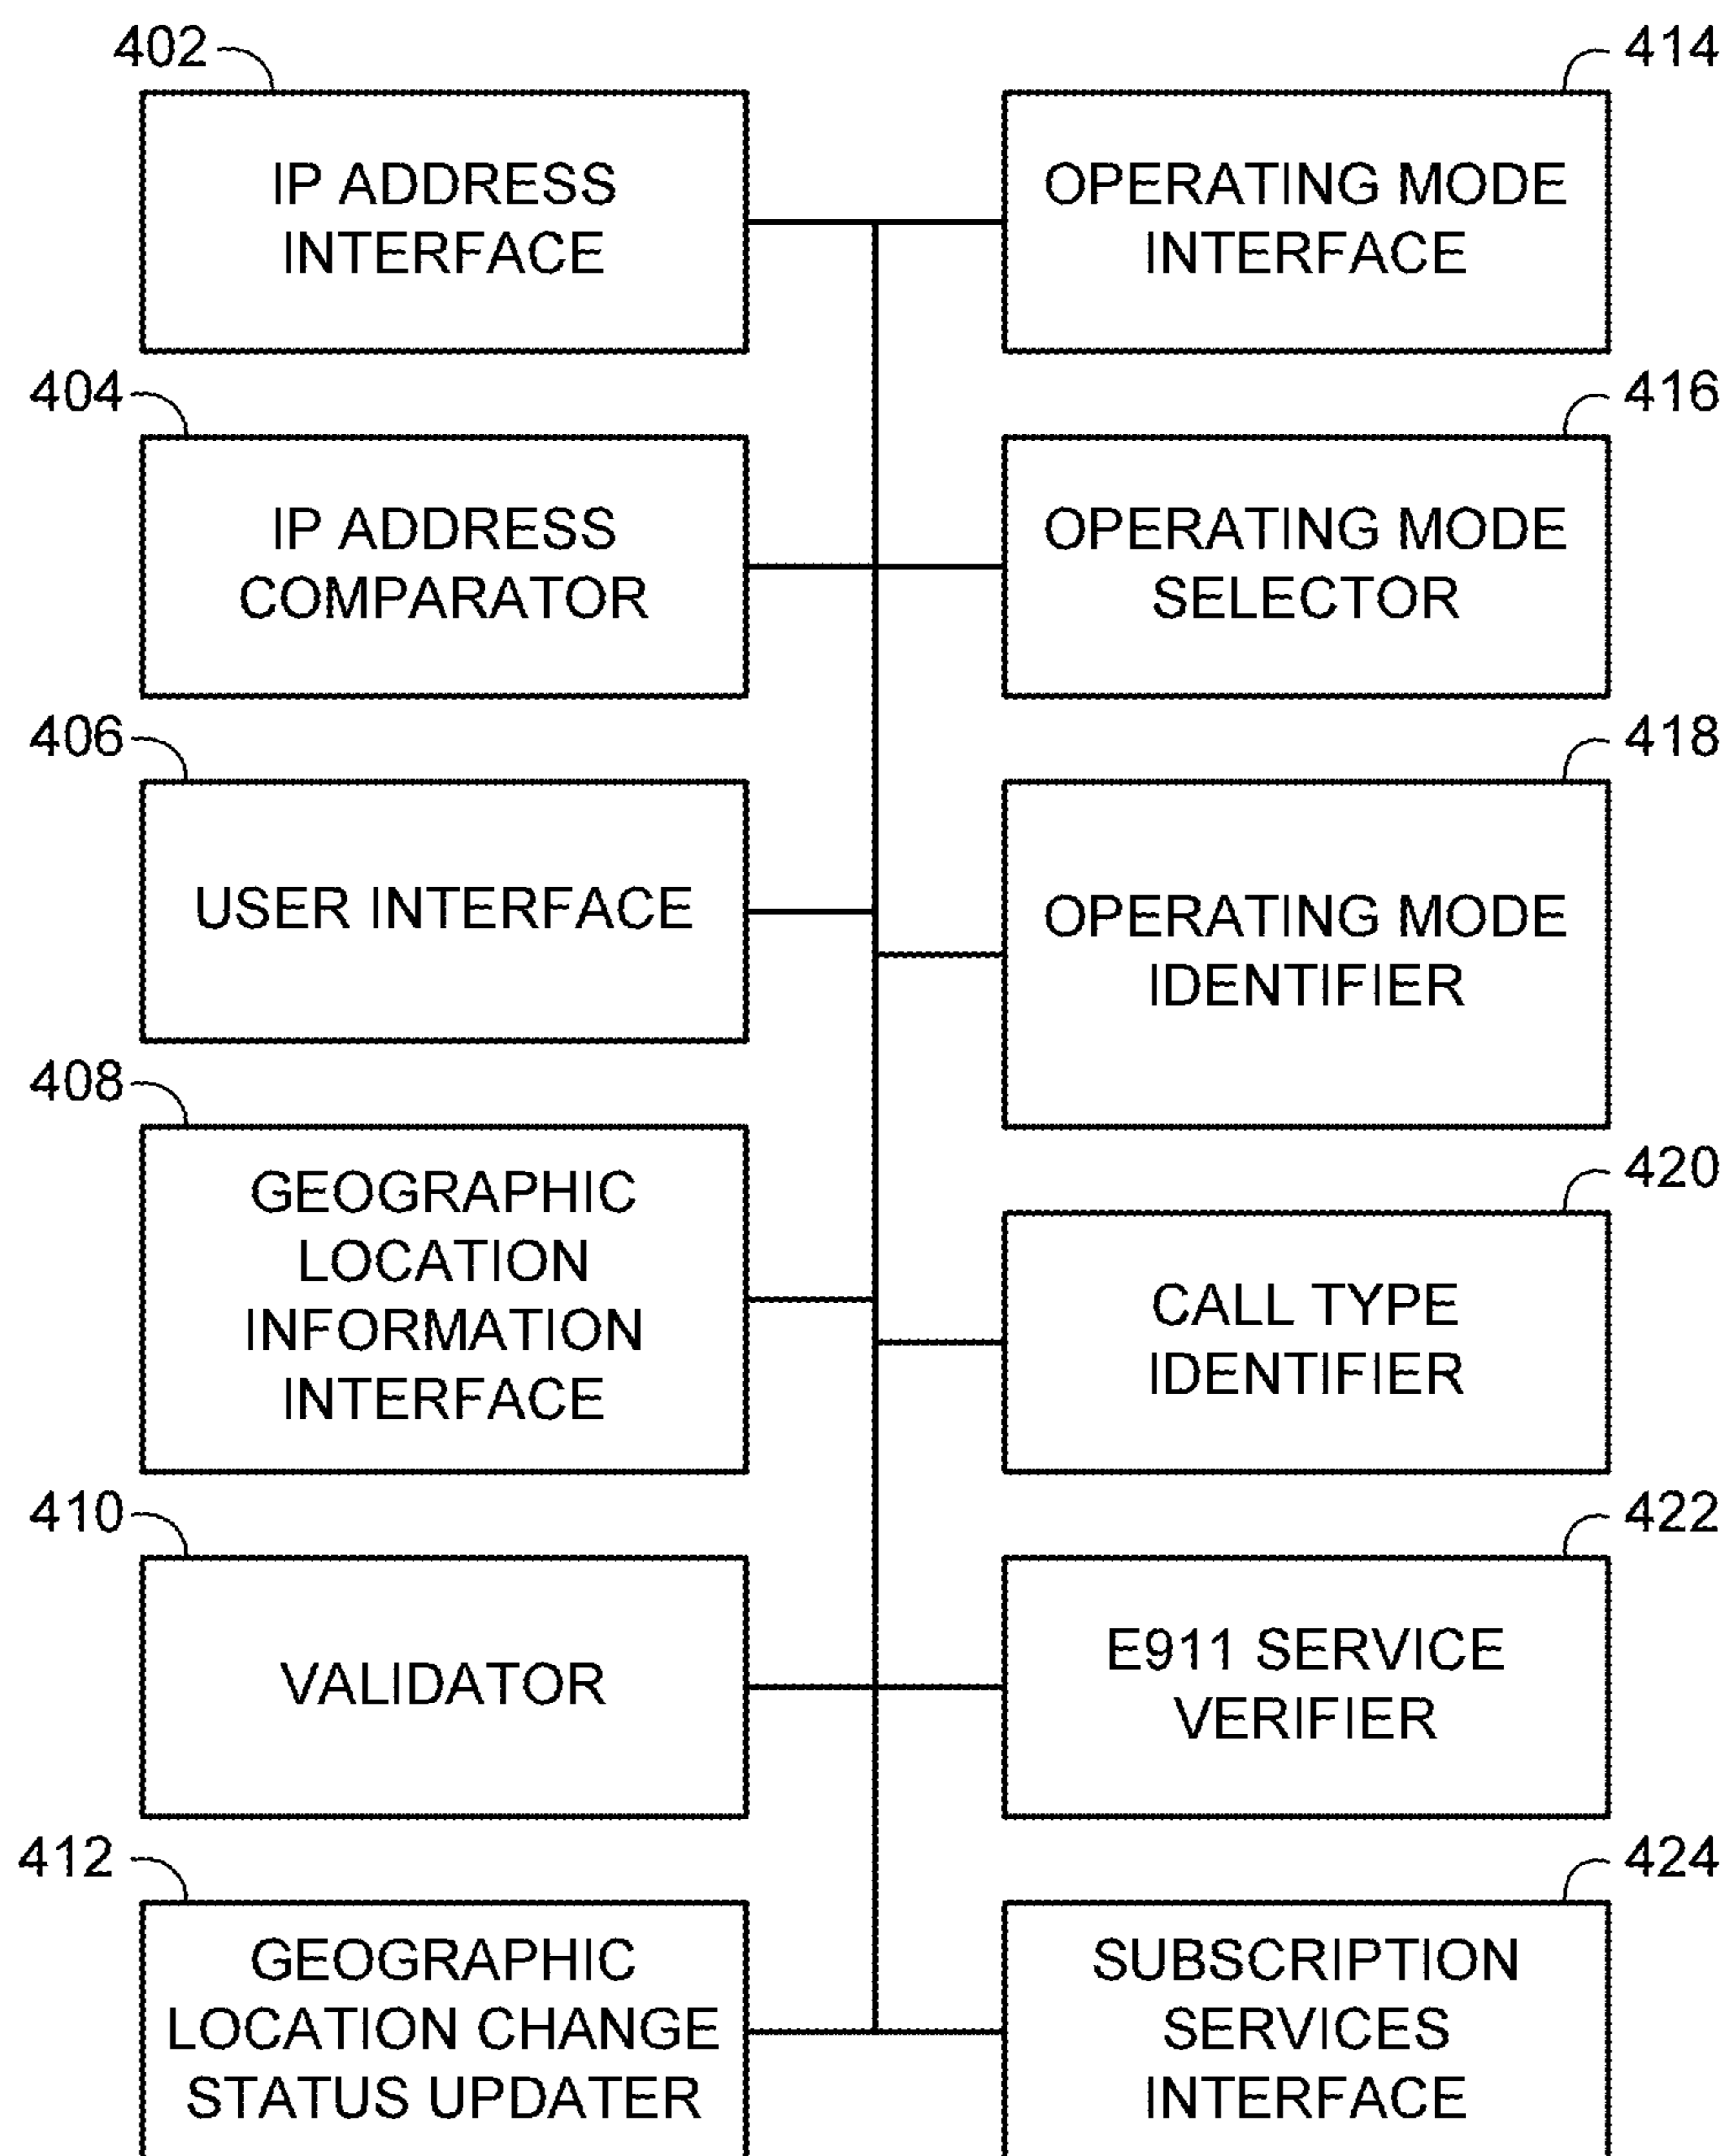 402
IP ADDRESS
INTERFACE
404
IP ADDRESS
COMPARATOR
406
USER INTERFACE
408
GEOGRAPHIC
LOCATION
INFORMATION
INTERFACE
410
VALIDATOR
412
GEOGRAPHIC
LOCATION CHANGE
STATUS UPDATER
414
OPERATING MODE
INTERFACE
416
OPERATING MODE
SELECTOR
418
OPERATING MODE
IDENTIFIER
420
CALL TYPE
IDENTIFIER
422
E911 SERVICE
VERIFIER
424
SUBSCRIPTION
SERVICES
INTERFACE